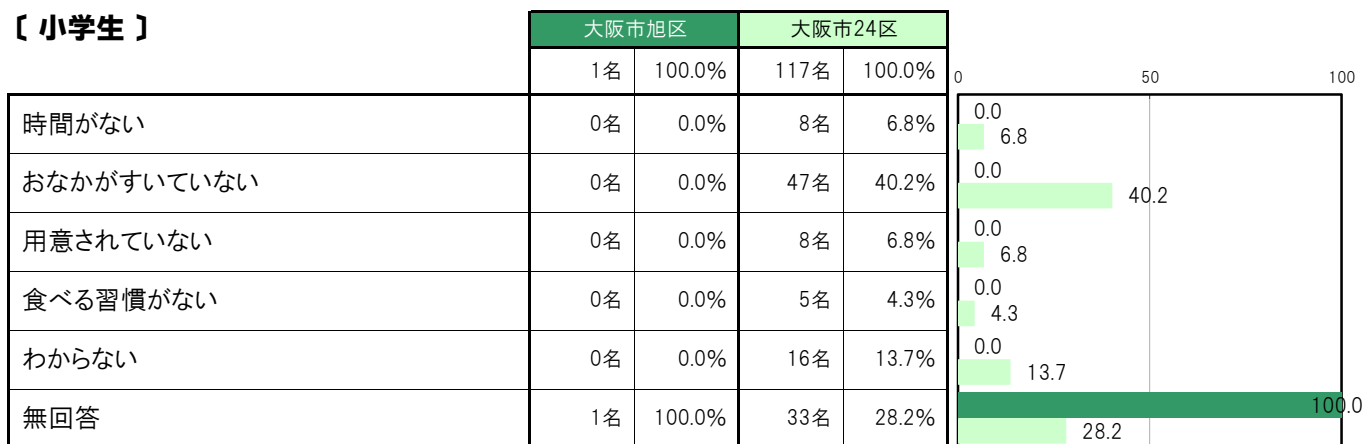 〔 小学生 〕
大阪市旭区 大阪市24区
1名 100.0% 117名 100.0%
0 50 100
時間がない 0名 0.0% 8名 6.8% 0.0
6.8
おなかがすいていない 0名 0.0% 47名 40.2% 0.0
40.2
用意されていない 0名 0.0% 8名 6.8% 0.0
6.8
食べる習慣がない 0名 0.0% 5名 4.3% 0.0
4.3
わからない 0名 0.0% 16名 13.7% 0.0
13.7
無回答 1名 100.0% 33名 28.2% 100.0
28.2